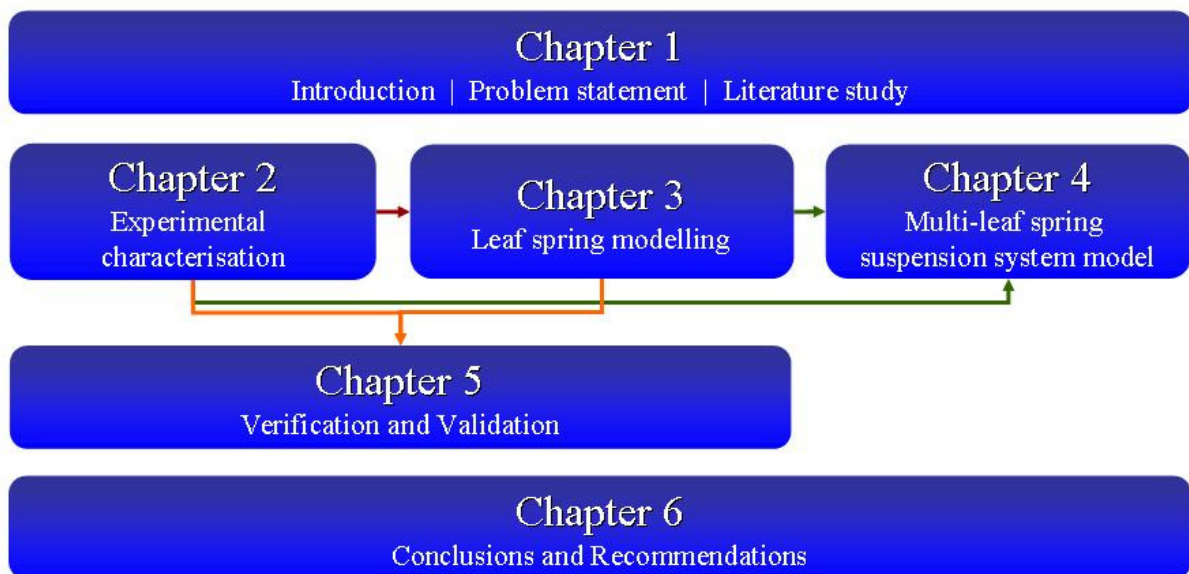 Chapter 1
Introduction | Problem statement | Literature study
Chapter 2
Experimental
characterisation
Chapter 3
Leaf spring modelling
Chapter 4
Multi-leaf spring
suspension system model
Chapter 5
Verification and Validation
Chapter 6
Conclusions and Recommendations